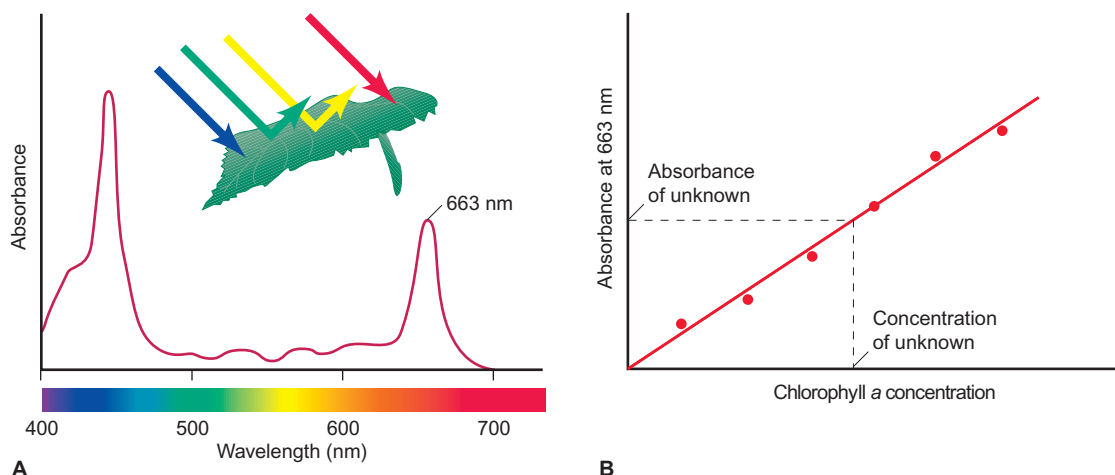 Absorbance
663 nm
400
500
600
700
Wavelength (nm)
A
Absorbance at 663 nm
Absorbance
of unknown
Concentration
of unknown
Chlorophyll a concentration
B